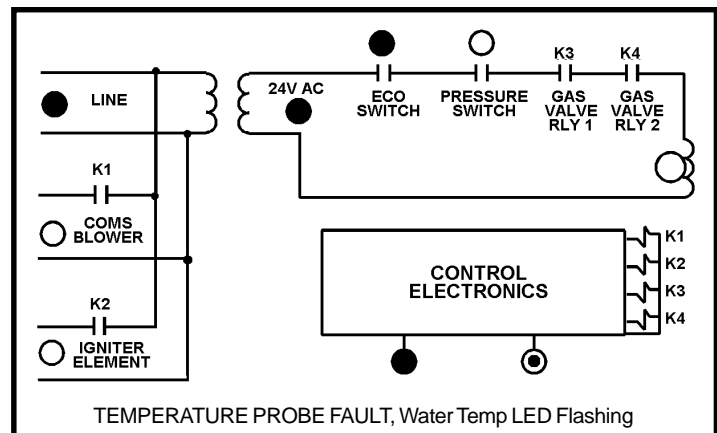 K3 K4
LINE
24V AC
ECO
SWITCH
PRESSURE
SWITCH
GAS
VALVE
RLY 1
GAS
VALVE
RLY 2
K1
COMS
BLOWER
K2
IGNITER
ELEMENT
CONTROL
ELECTRONICS
K1
K2
K3
K4
TEMPERATURE PROBE FAULT, Water Temp LED Flashing